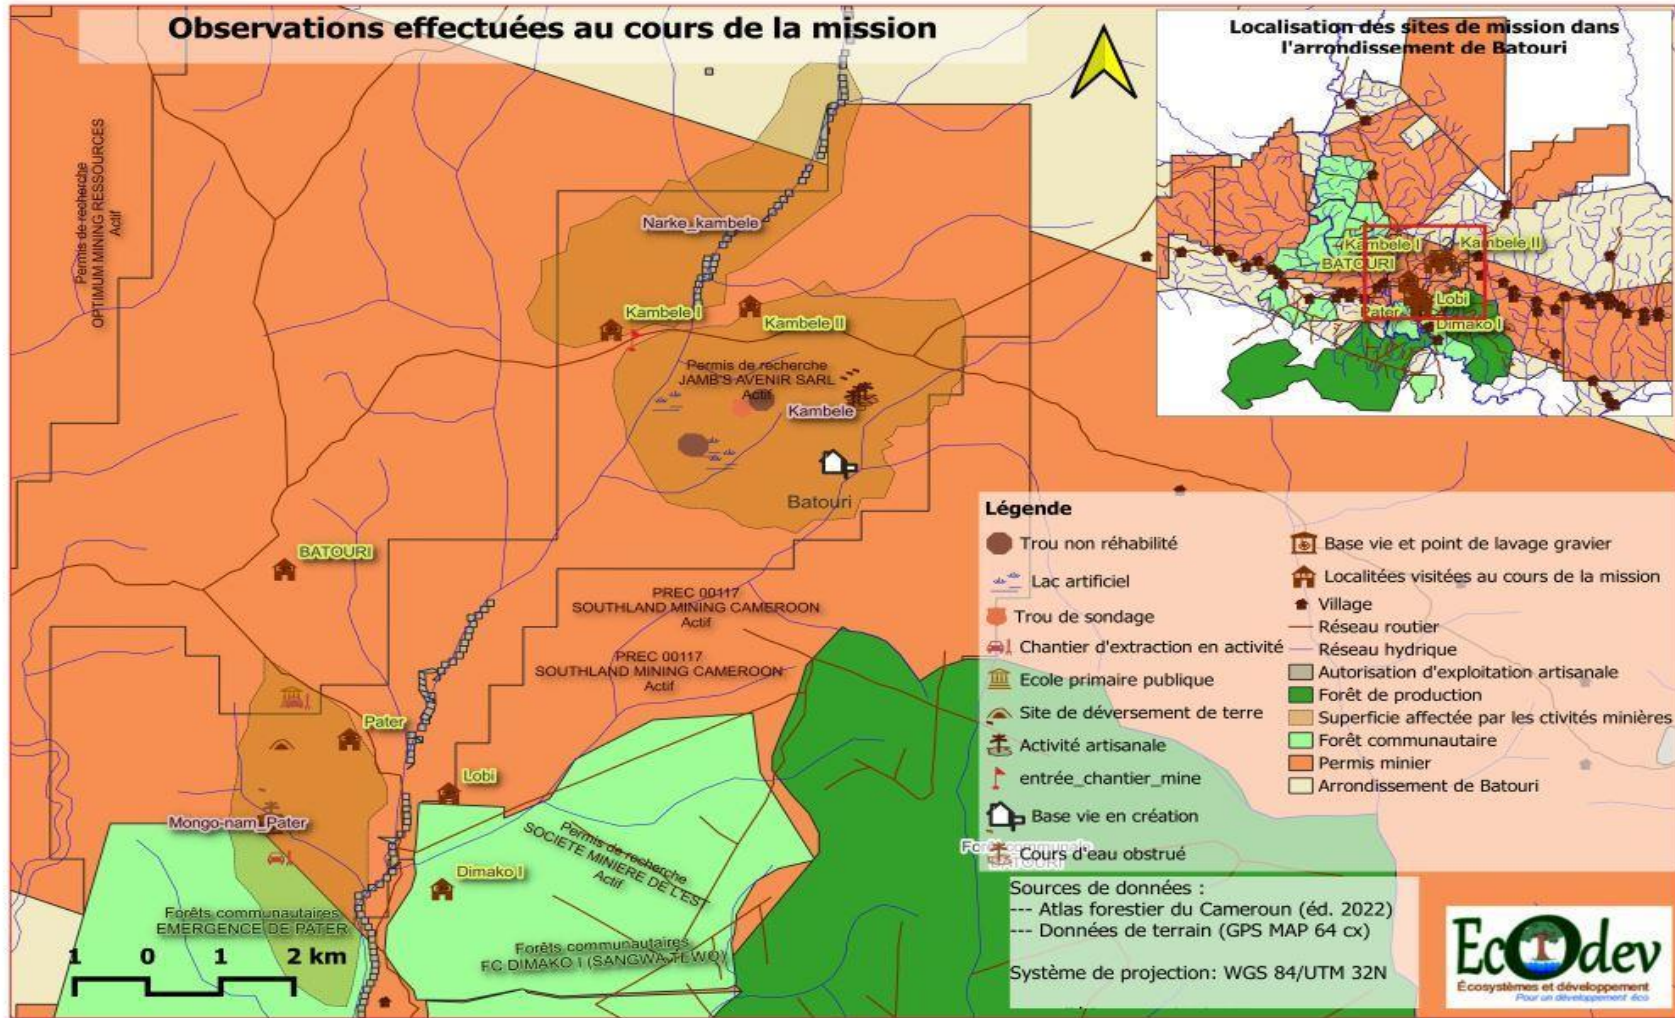 Observations effectuées au cours de la mission
Localisation des sites de mission dans
l'arrondissement de Batouri
Kambele I
Kambele II
BATOURI
Lobi
Pater
Dimako I
Permis de recherche
OPTIMUM MINING RESSOURCES
Actif
Narke_kambele
Kambele I
Kambele II
Permis de recherche
JAMB'S AVENIR SARL
Actif
Kambele
Batouri
BATOURI
PREC 00117
SOUTHLAND MINING CAMEROON
Actif
PREC 00117
SOUTHLAND MINING CAMEROON
Actif
Pater
Lobi
Mongo-nam_Pater
Dimako I
Permis de recherche
SOCIETE MINIERE DE L'EST
Actif
Forêts communautaires
EMERGENCE DE PATER
Forêts communautaires
FC DIMAKO I (SANGWA TEWO)
1 0 1 2 km
Légende
Trou non réhabilité
Lac artificiel
Trou de sondage
Chantier d'extraction en activité
Ecole primaire publique
Site de déversement de terre
Activité artisanale
entrée_chantier_mine
Base vie en création
Cours d'eau obstrué
Base vie et point de lavage gravier
Localitées visitées au cours de la mission
Village
Réseau routier
Réseau hydrique
Autorisation d'exploitation artisanale
Forêt de production
Superficie affectée par les ctivités minières
Forêt communautaire
Permis minier
Arrondissement de Batouri
BATOURI
Sources de données :
--- Atlas forestier du Cameroun (éd. 2022)
--- Données de terrain (GPS MAP 64 cx)
Système de projection: WGS 84/UTM 32N
EcOdev
Écosystèmes et développement
Pour un développement éco